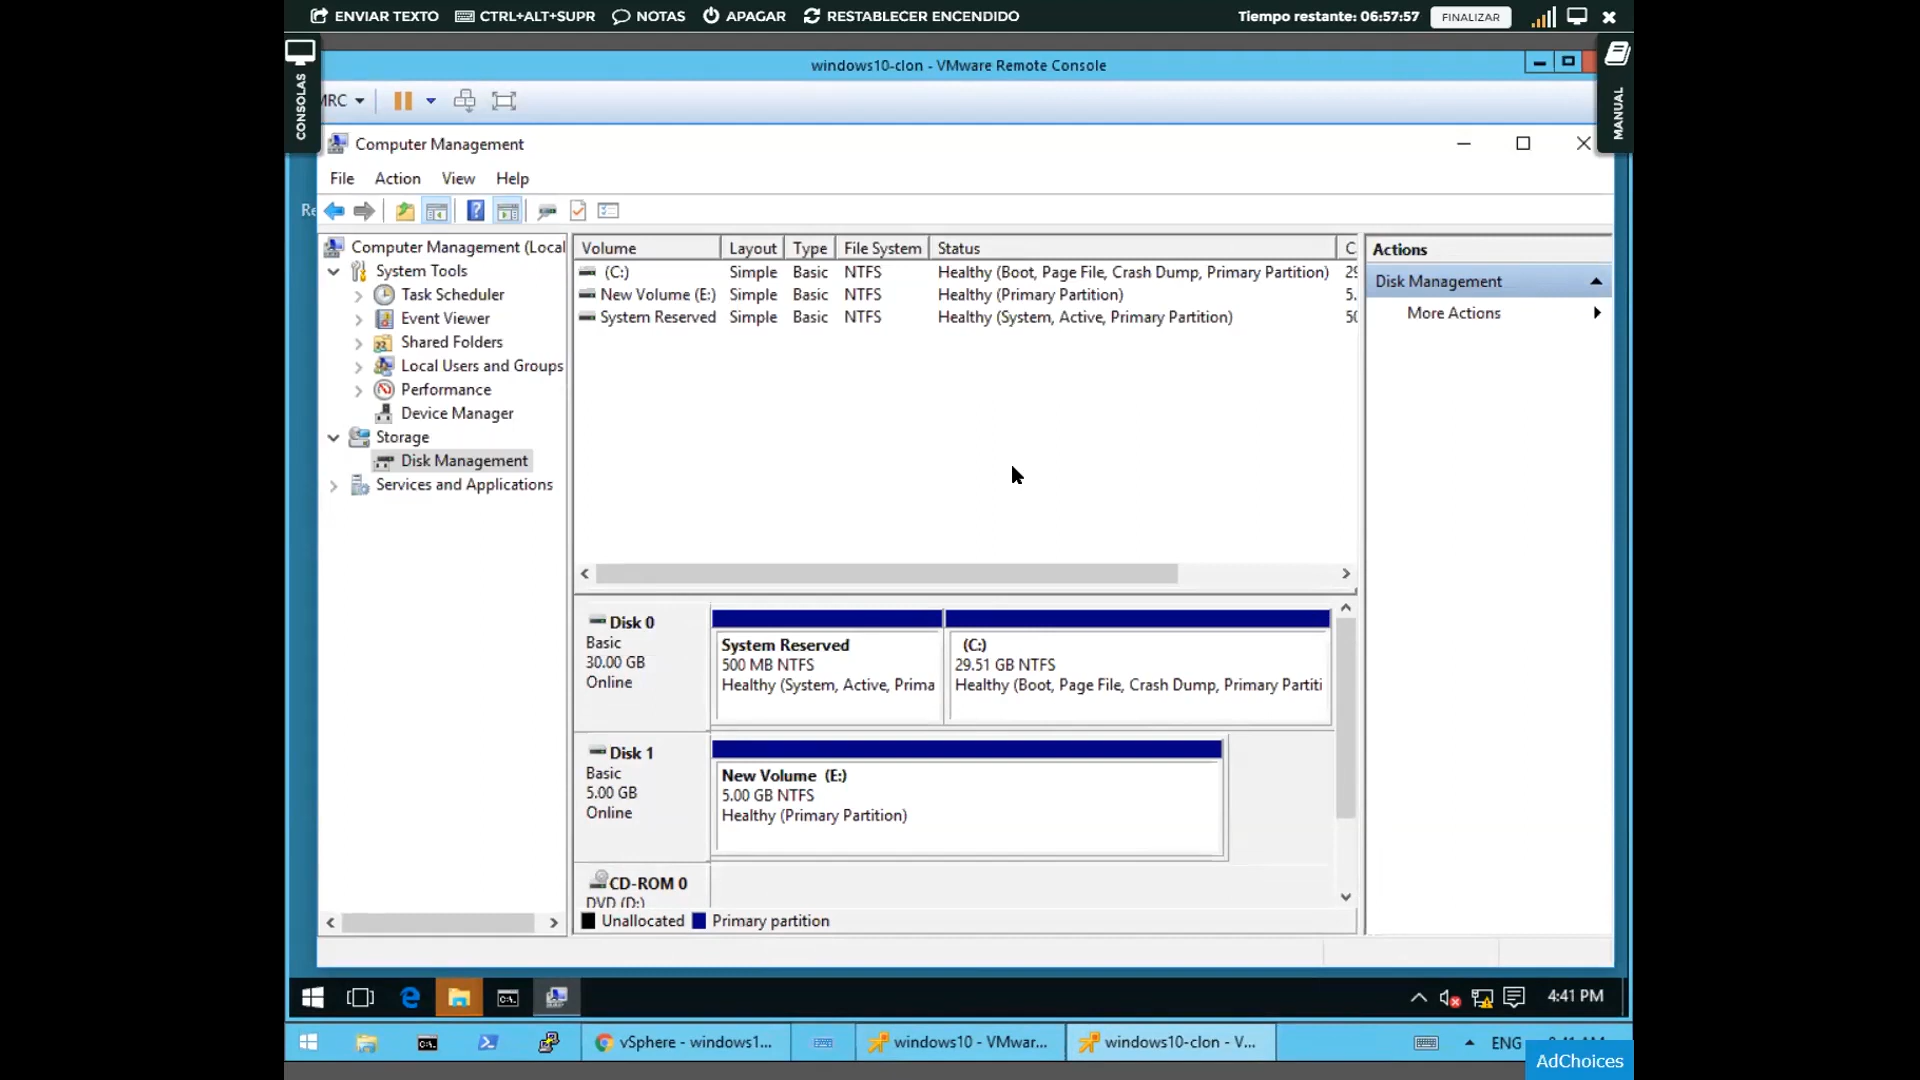 ENVIAR TEXTO CTRL+ALT+SUPR NOTAS APAGAR RESTABLECER ENCENDIDO Tiempo restante: 06:57:57 FINALIZAR
CONSOLAS
MANUAL
windows10-clon - VMware Remote Console
MRC
Computer Management
File Action View Help
Computer Management (Local
System Tools
Task Scheduler
Event Viewer
Shared Folders
Local Users and Groups
Performance
Device Manager
Storage
Disk Management
Services and Applications
Volume Layout Type File System Status C
(C:) Simple Basic NTFS Healthy (Boot, Page File, Crash Dump, Primary Partition) 29
New Volume (E:) Simple Basic NTFS Healthy (Primary Partition) 5.
System Reserved Simple Basic NTFS Healthy (System, Active, Primary Partition) 50
Actions
Disk Management
More Actions
Disk 0
Basic
30.00 GB
Online
System Reserved
500 MB NTFS
Healthy (System, Active, Prima
(C:)
29.51 GB NTFS
Healthy (Boot, Page File, Crash Dump, Primary Partiti
Disk 1
Basic
5.00 GB
Online
New Volume (E:)
5.00 GB NTFS
Healthy (Primary Partition)
CD-ROM 0
DVD (D:)
Unallocated Primary partition
4:41 PM
vSphere - windows1... windows10 - VMwar... windows10-clon - V... ENG
AdChoices